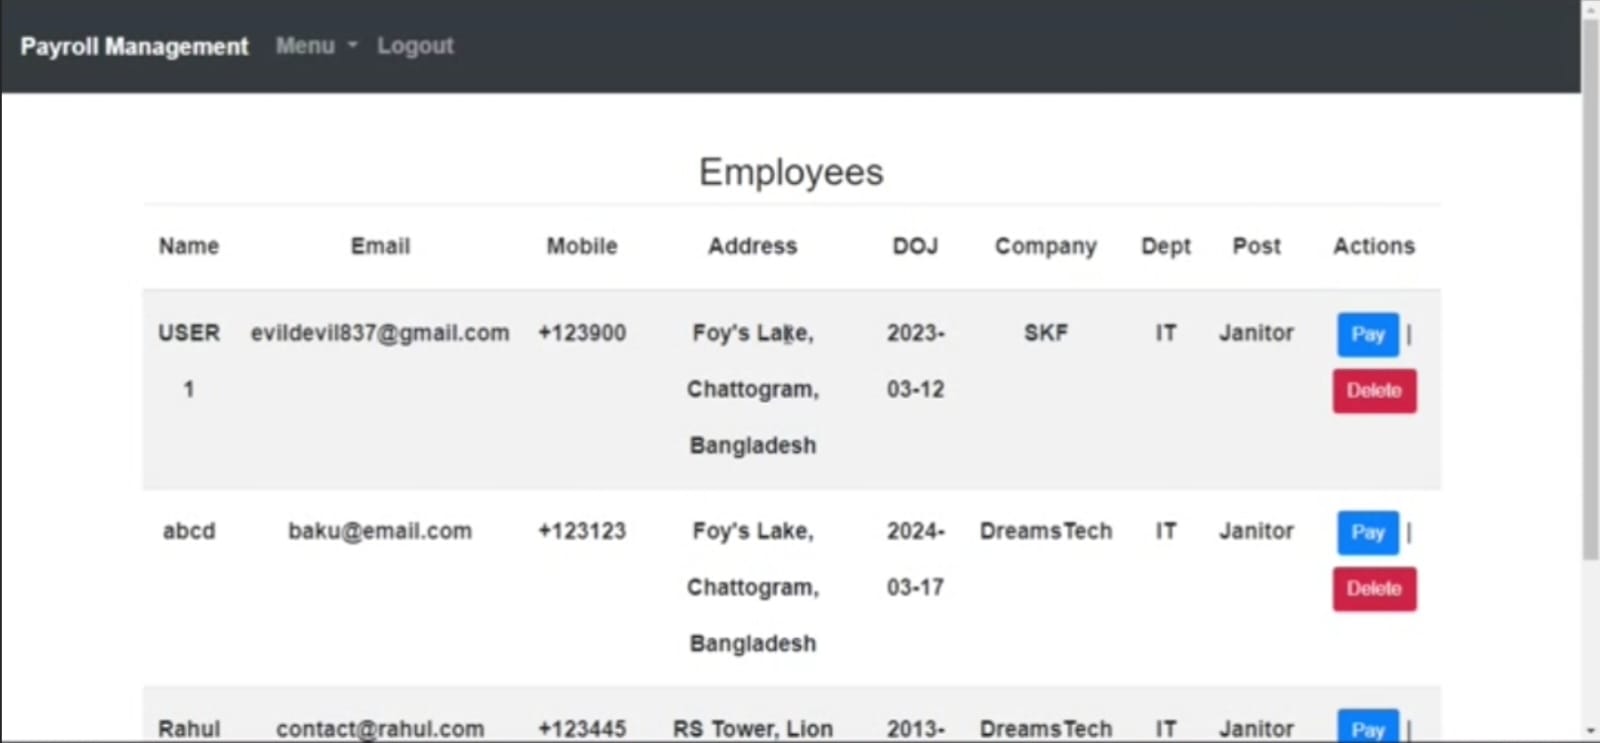 Payroll Management Menu Logout
Employees
Name Email Mobile Address DOJ Company Dept Post Actions
USER evildevil837@gmail.com +123900 Foy's Lake, 2023- SKF IT Janitor Pay |
1 Chattogram, 03-12 Delete
Bangladesh
abcd baku@email.com +123123 Foy's Lake, 2024- DreamsTech IT Janitor Pay |
Chattogram, 03-17 Delete
Bangladesh
Rahul contact@rahul.com +123445 RS Tower, Lion 2013- DreamsTech IT Janitor Pay |